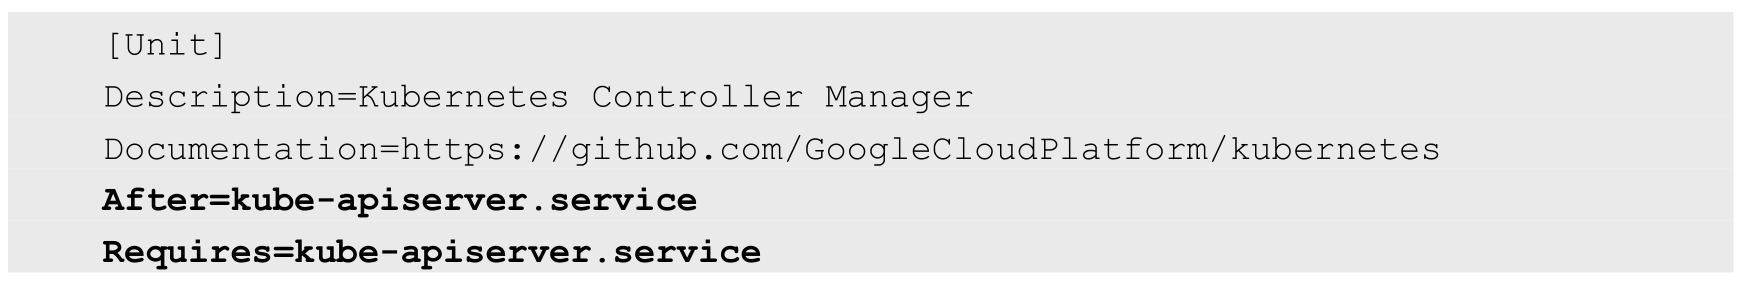 [Unit]
Description=Kubernetes Controller Manager
Documentation=https://github.com/GoogleCloudPlatform/kubernetes
After=kube-apiserver.service
Requires=kube-apiserver.service